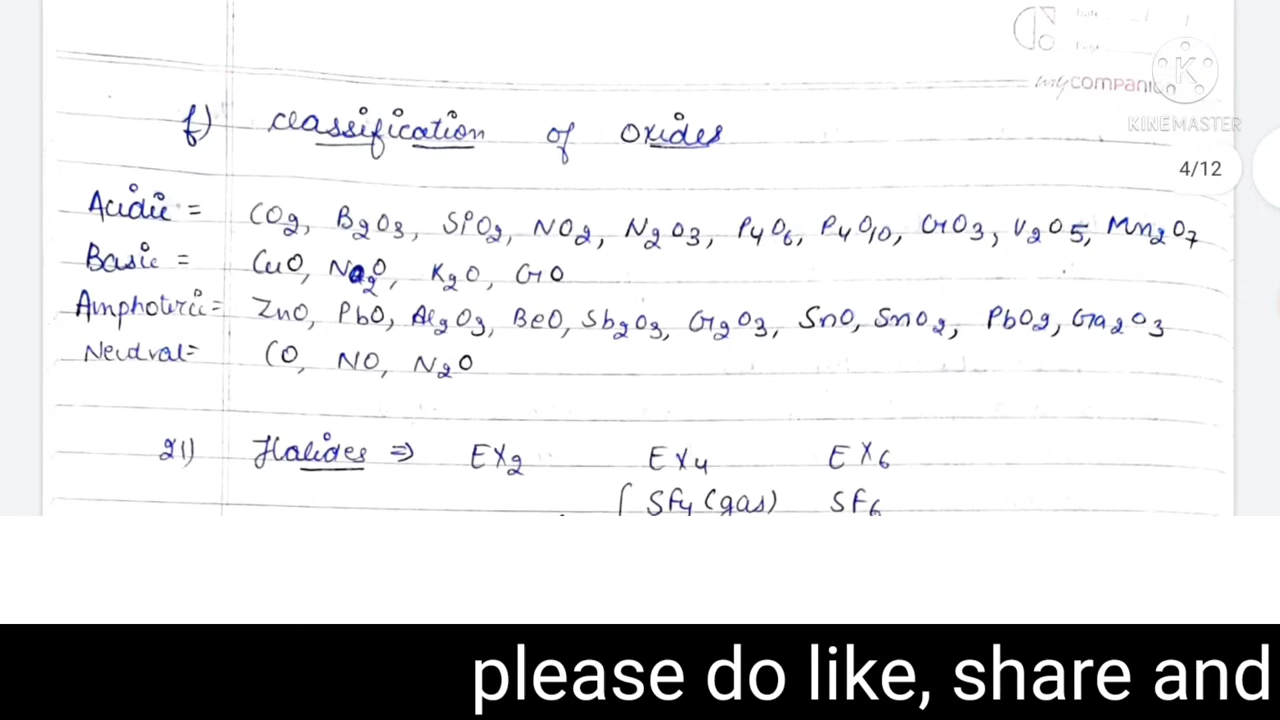 mycompanion
KINEMASTER
4/12
f) classification of oxides
Acidic = CO2, B2O3, SiO2, NO2, N2O3, P4O6, P4O10, CrO3, V2O5, Mn2O7
Basic = CuO, Na2O, K2O, CrO
Amphoteric = ZnO, PbO, Al2O3, BeO, Sb2O3, Cr2O3, SnO, SnO2, PbO2, Ga2O3
Neutral = CO, NO, N2O
21) Halides ⇒ EX2 EX4 EX6
[ SF4 (gas) SF6
please do like, share and